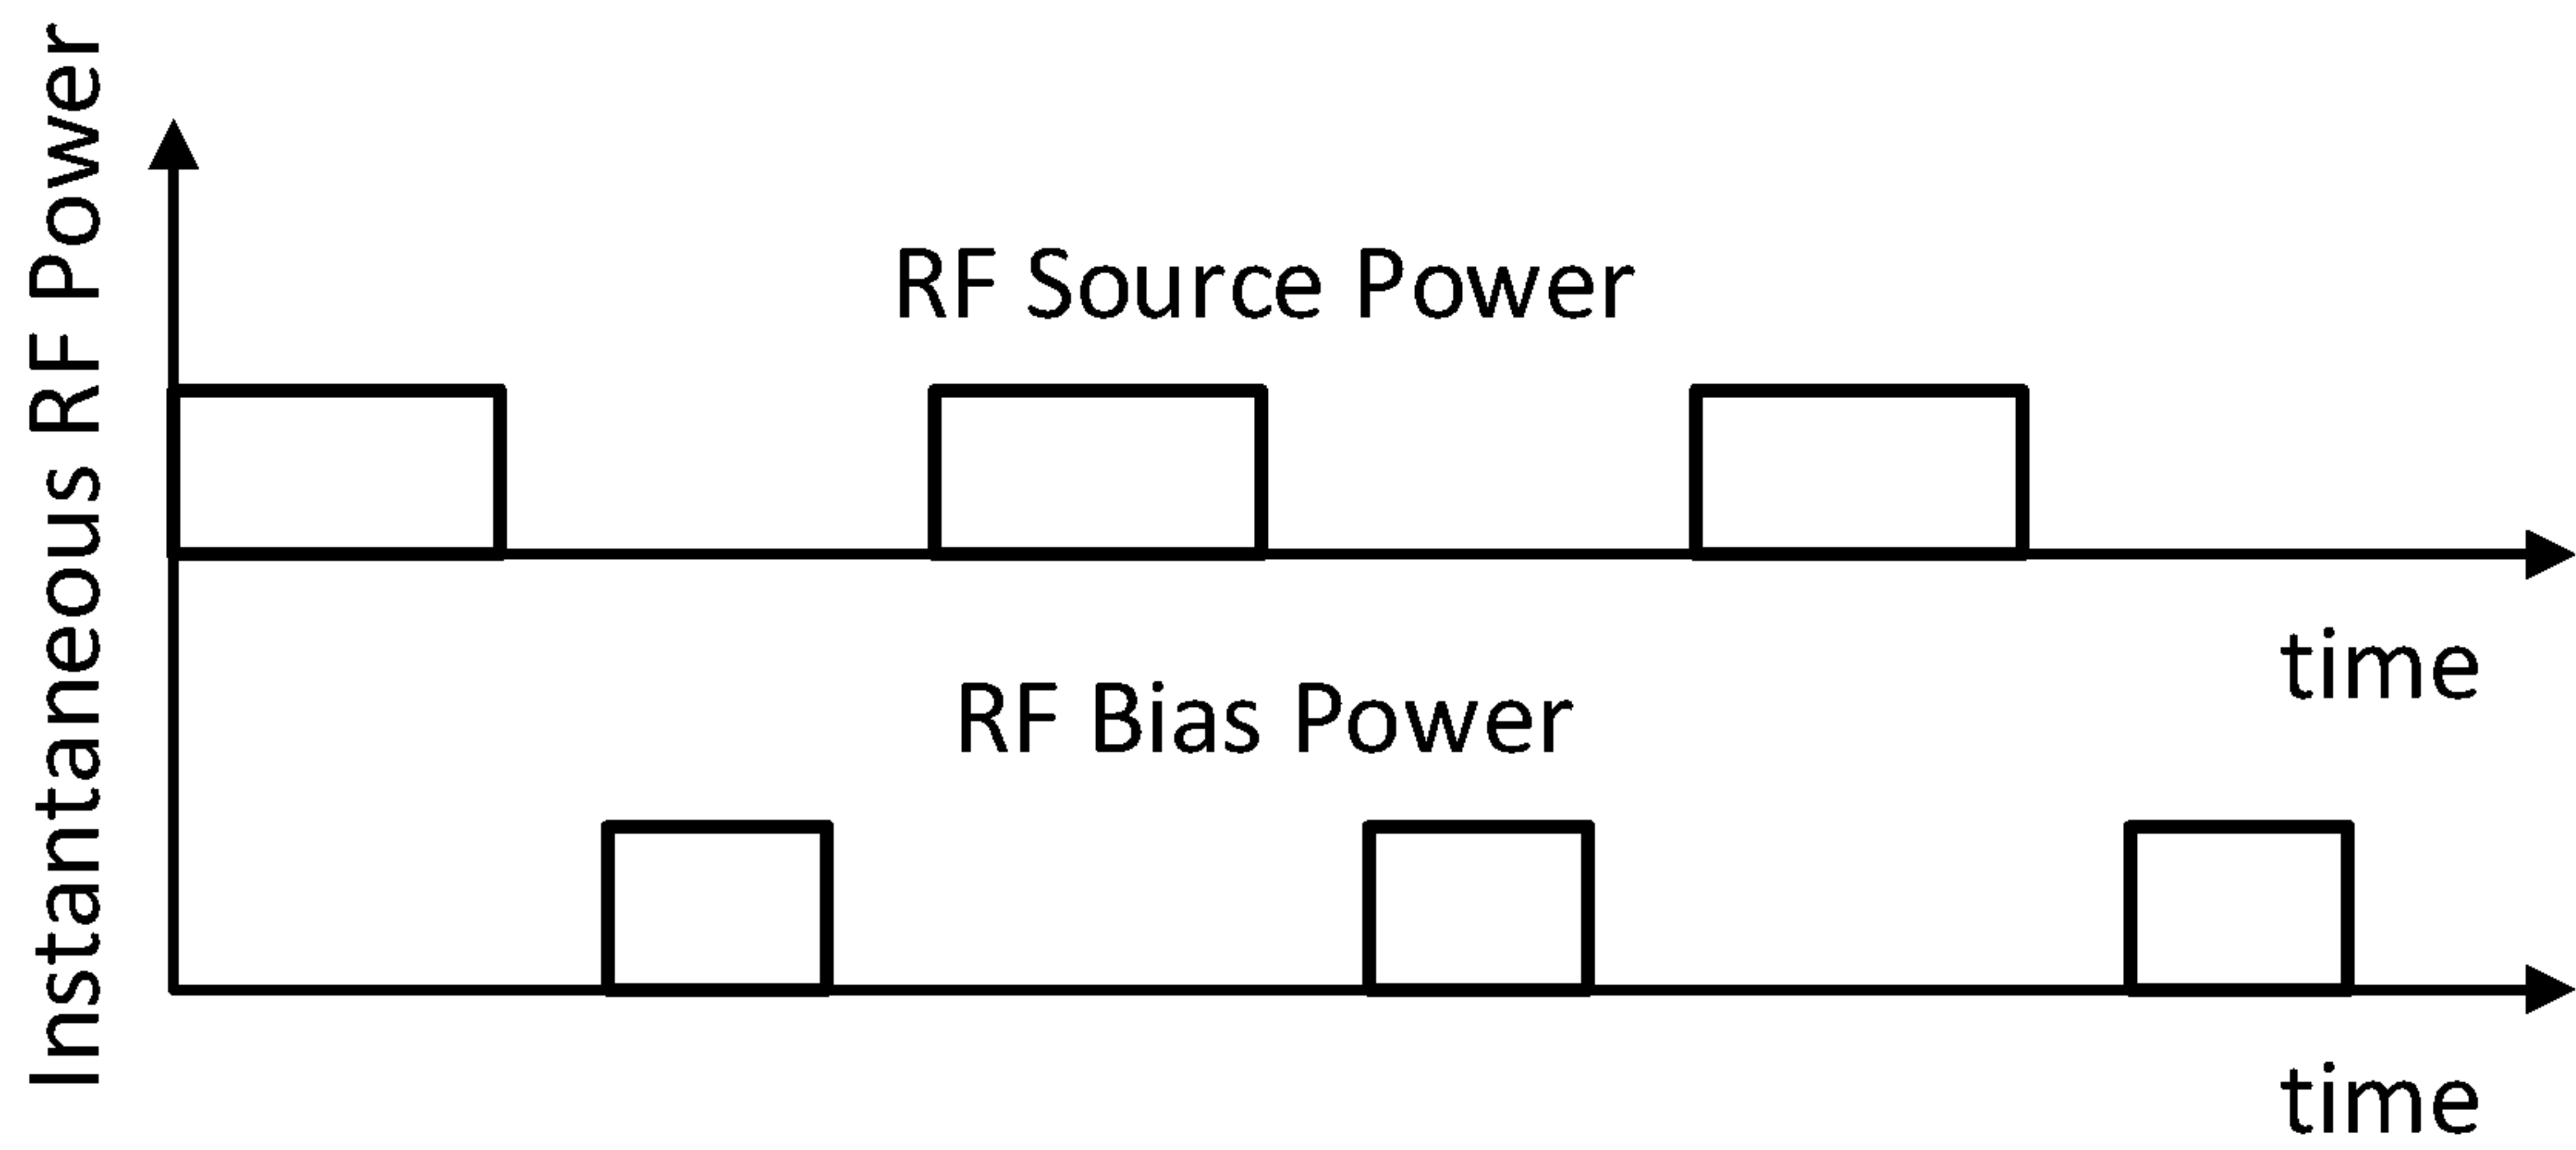 Instantaneous RF Power
RF Source Power
time
RF Bias Power
time